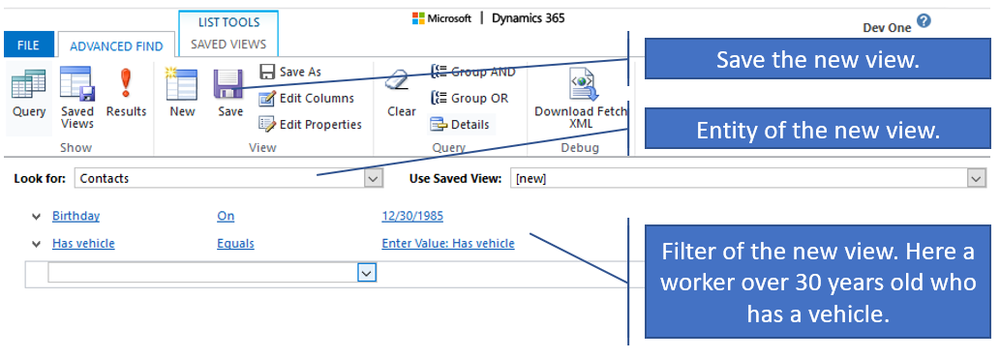 LIST TOOLS
Microsoft | Dynamics 365
Dev One
FILE
ADVANCED FIND
SAVED VIEWS
Save the new view.
Query
Saved Views
Results
New
Save
Save As
Edit Columns
Edit Properties
Clear
Group AND
Group OR
Details
Download Fetch XML
Entity of the new view.
Show
View
Query
Debug
Look for: Contacts
Use Saved View: [new]
Birthday On 12/30/1985
Has vehicle Equals Enter Value: Has vehicle
Filter of the new view. Here a
worker over 30 years old who
has a vehicle.